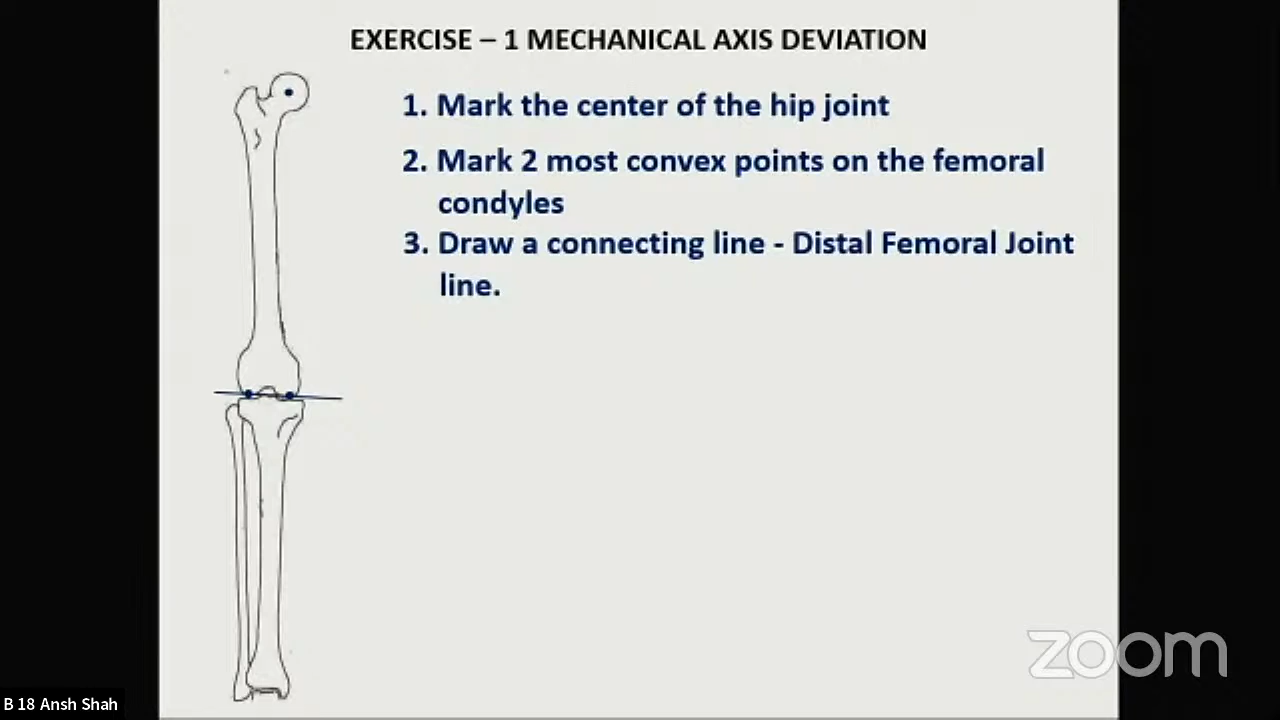 EXERCISE – 1 MECHANICAL AXIS DEVIATION
1. Mark the center of the hip joint
2. Mark 2 most convex points on the femoral
condyles
3. Draw a connecting line - Distal Femoral Joint
line.
zoom
B 18 Ansh Shah